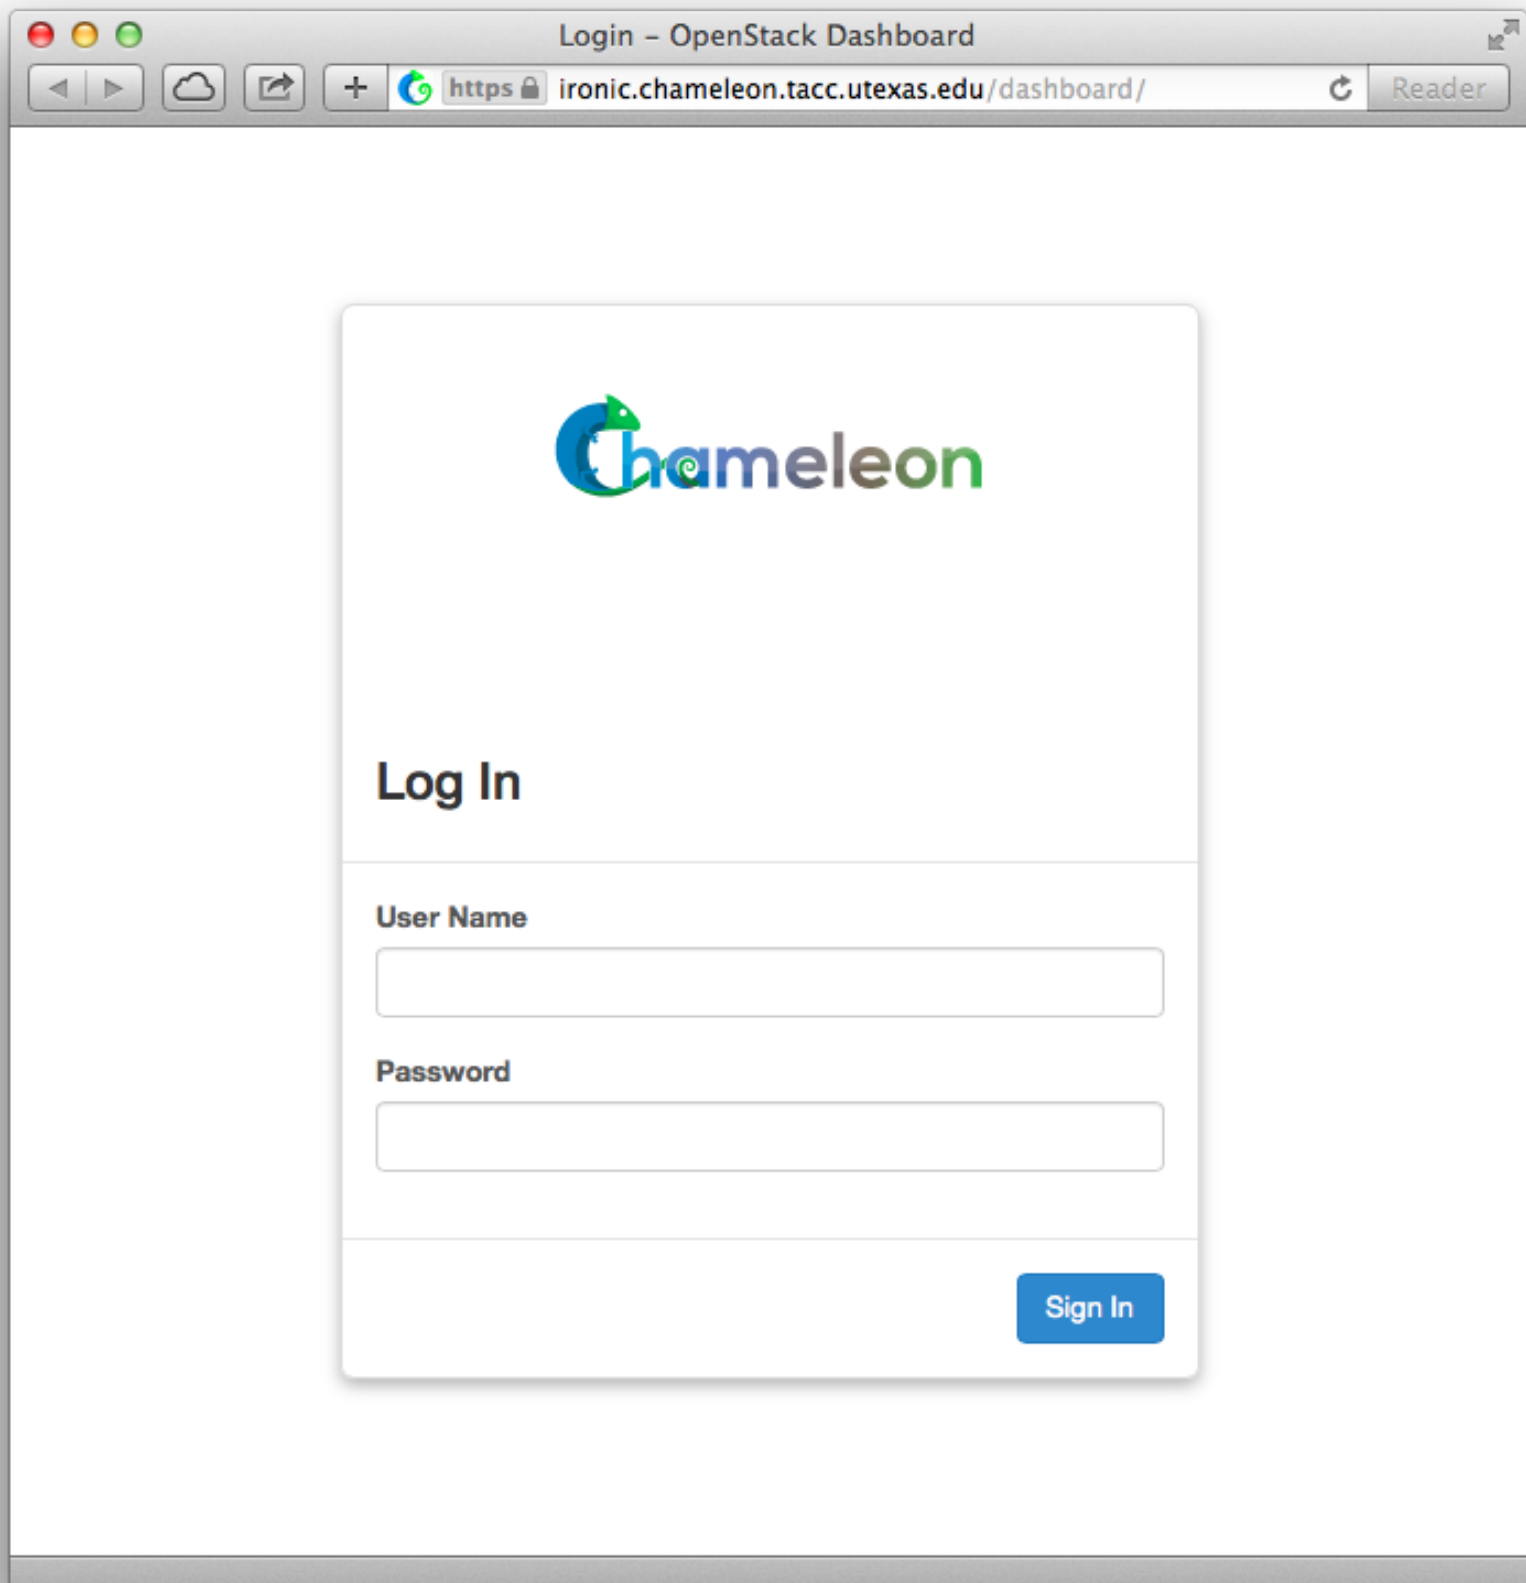 Login – OpenStack Dashboard
https ironic.chameleon.tacc.utexas.edu/dashboard/ Reader
Chameleon
Log In
User Name
Password
Sign In